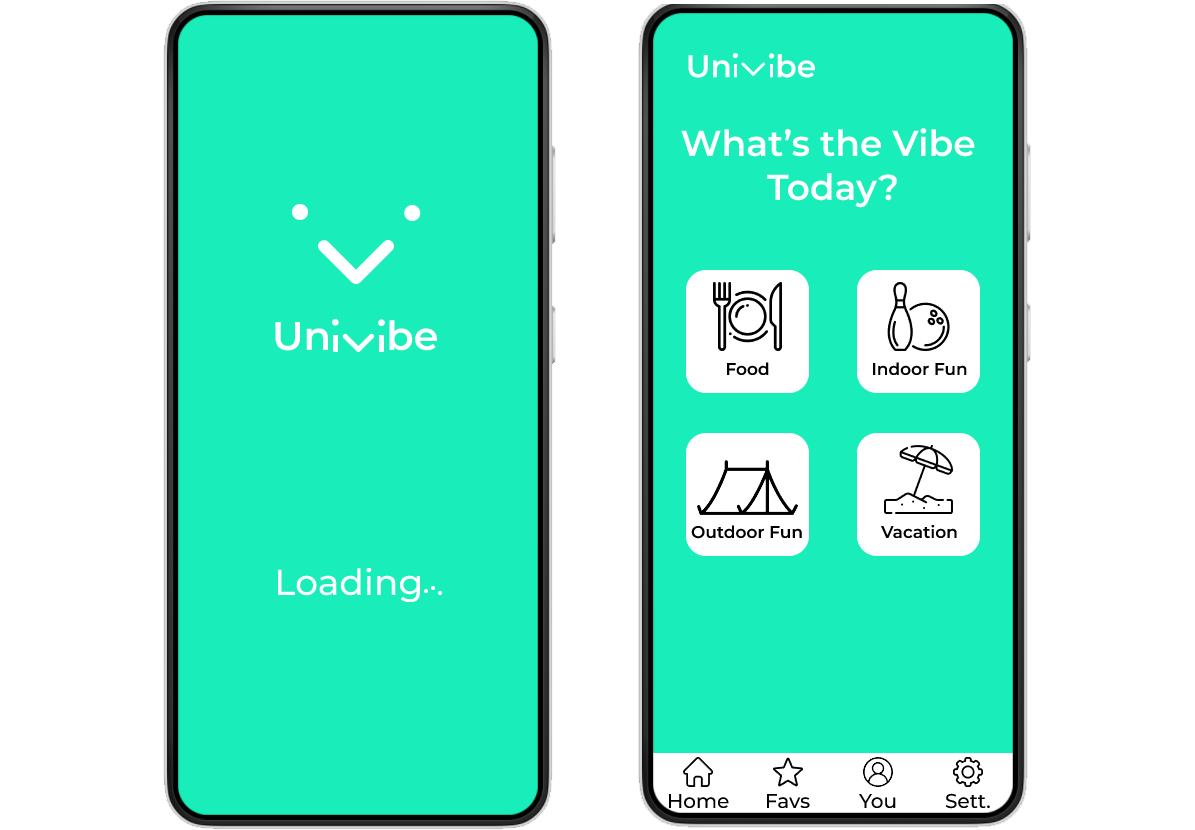 Univibe
Loading...
Univibe
What's the Vibe
Today?
Food
Indoor Fun
Outdoor Fun
Vacation
Home
Favs
You
Sett.